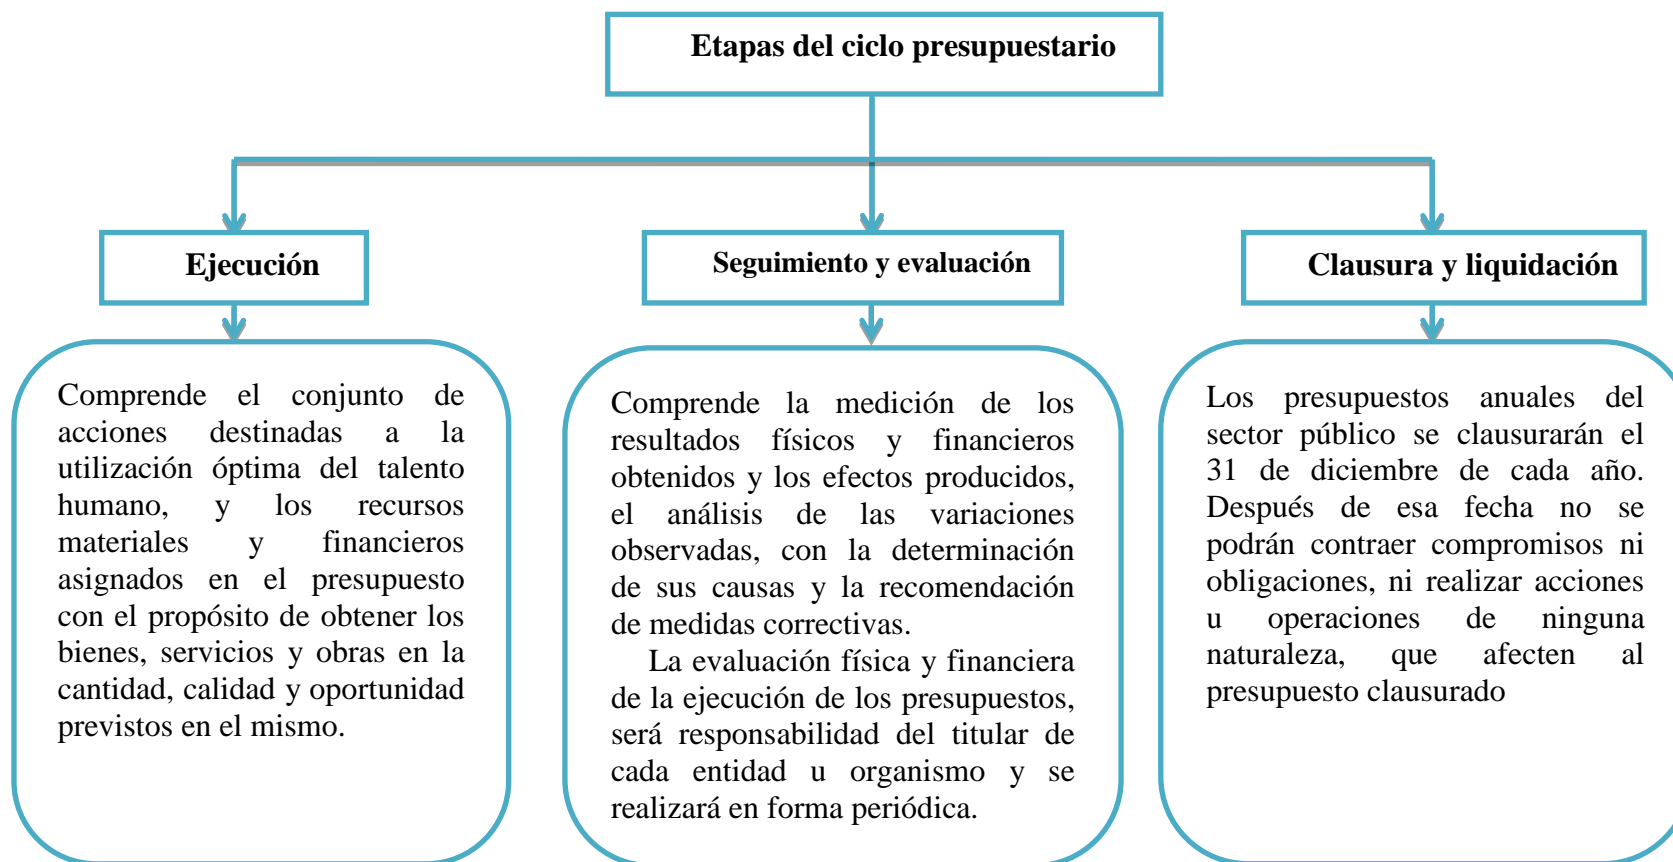 Etapas del ciclo presupuestario
Ejecución
Seguimiento y evaluación
Clausura y liquidación
Comprende el conjunto de
acciones destinadas a la
utilización óptima del talento
humano, y los recursos
materiales y financieros
asignados en el presupuesto
con el propósito de obtener los
bienes, servicios y obras en la
cantidad, calidad y oportunidad
previstos en el mismo.
Comprende la medición de los
resultados físicos y financieros
obtenidos y los efectos producidos,
el análisis de las variaciones
observadas, con la determinación
de sus causas y la recomendación
de medidas correctivas.
La evaluación física y financiera
de la ejecución de los presupuestos,
será responsabilidad del titular de
cada entidad u organismo y se
realizará en forma periódica.
Los presupuestos anuales del
sector público se clausurarán el
31 de diciembre de cada año.
Después de esa fecha no se
podrán contraer compromisos ni
obligaciones, ni realizar acciones
u operaciones de ninguna
naturaleza, que afecten al
presupuesto clausurado